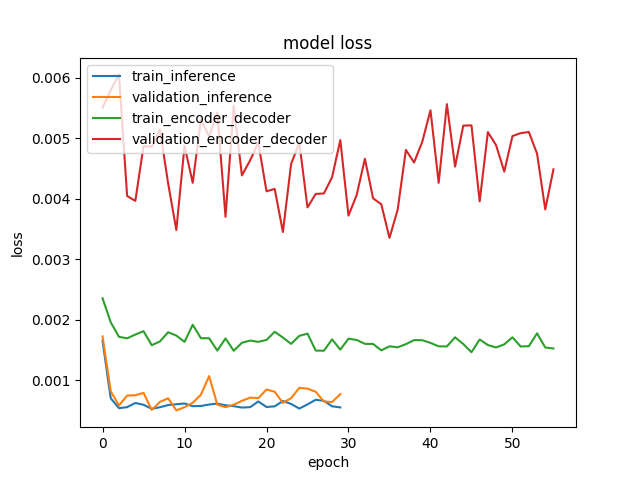 model loss
train_inference
validation_inference
train_encoder_decoder
validation_encoder_decoder
0.006
0.005
0.004
0.003
0.002
0.001
loss
0 10 20 30 40 50
epoch